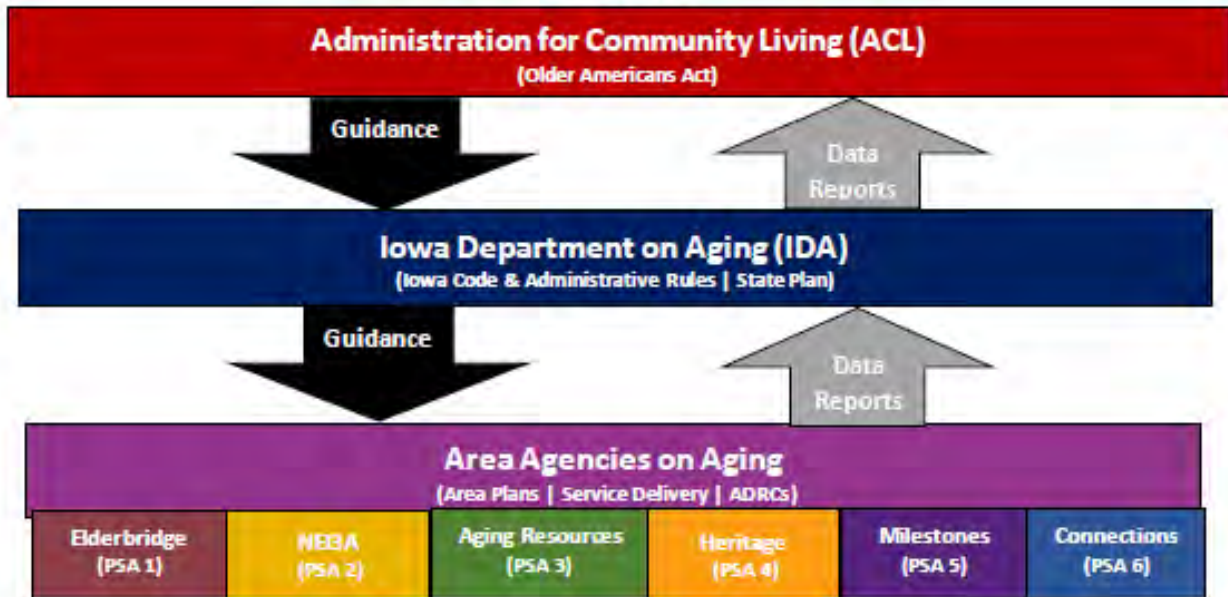 Administration for Community Living (ACL)
(Older Americans Act)
Guidance
Data
Reports
Iowa Department on Aging (IDA)
(Iowa Code & Administrative Rules | State Plan)
Guidance
Data
Reports
Area Agencies on Aging
(Area Plans | Service Delivery | ADRCs)
Elderbridge
(PSA 1)
NEI3A
(PSA 2)
Aging Resources
(PSA 3)
Heritage
(PSA 4)
Milestones
(PSA 5)
Connections
(PSA 6)